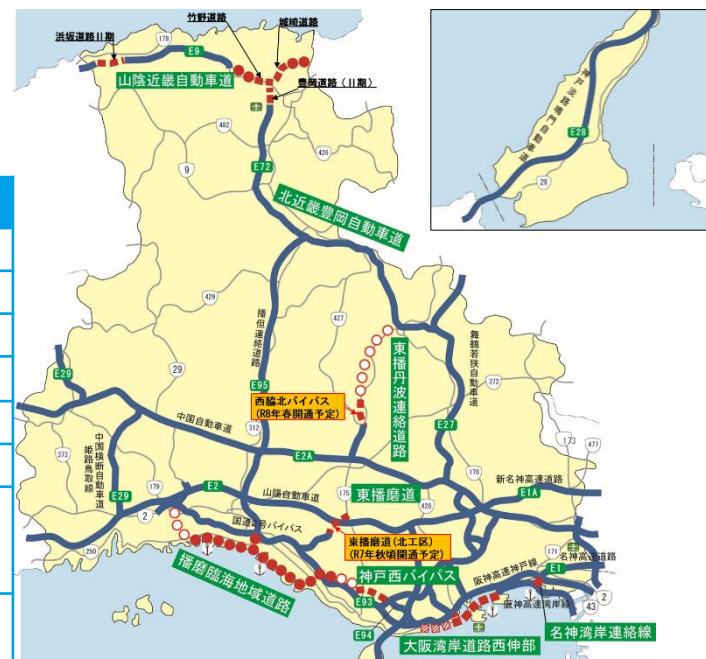 竹野道路
城崎道路
浜坂道路Ⅱ期
178
E9
山陰近畿自動車道
豊岡道路（Ⅱ期）
482
426
9
E72
北近畿豊岡自動車道
神戸淡路鳴門自動車道
E28
28
429
427
播但連絡道路
東播丹波連絡道路
舞鶴若狭自動車道
29
E29
E95
372
西脇北バイパス
(R8年春開通予定)
中国自動車道
312
E27
173
477
373
中国横断自動車道
姫路鳥取線
E2A
176
新名神高速道路
E29
179
E2
山陽自動車道
175
東播磨道
428
E1A
2
国道2号バイパス
東播磨道(北工区)
(R7年秋頃開通予定)
171
名神高速道路
250
播磨臨海地域道路
神戸西バイパス
阪神高速神戸線
E1
E93
阪神高速湾岸線
2
43
E94
大阪湾岸道路西伸部
名神湾岸連絡線